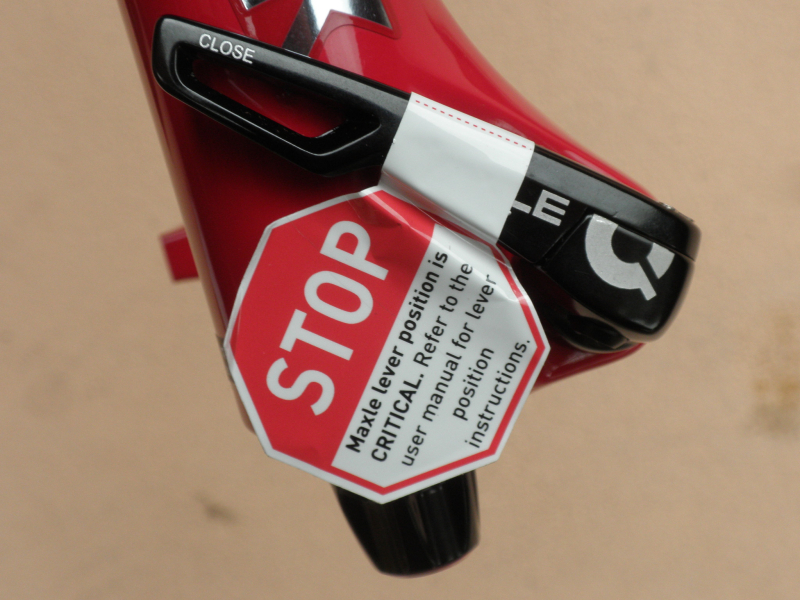 CLOSE
LE
STOP
Maxle lever position is
CRITICAL. Refer to the
user manual for lever
position
instructions.